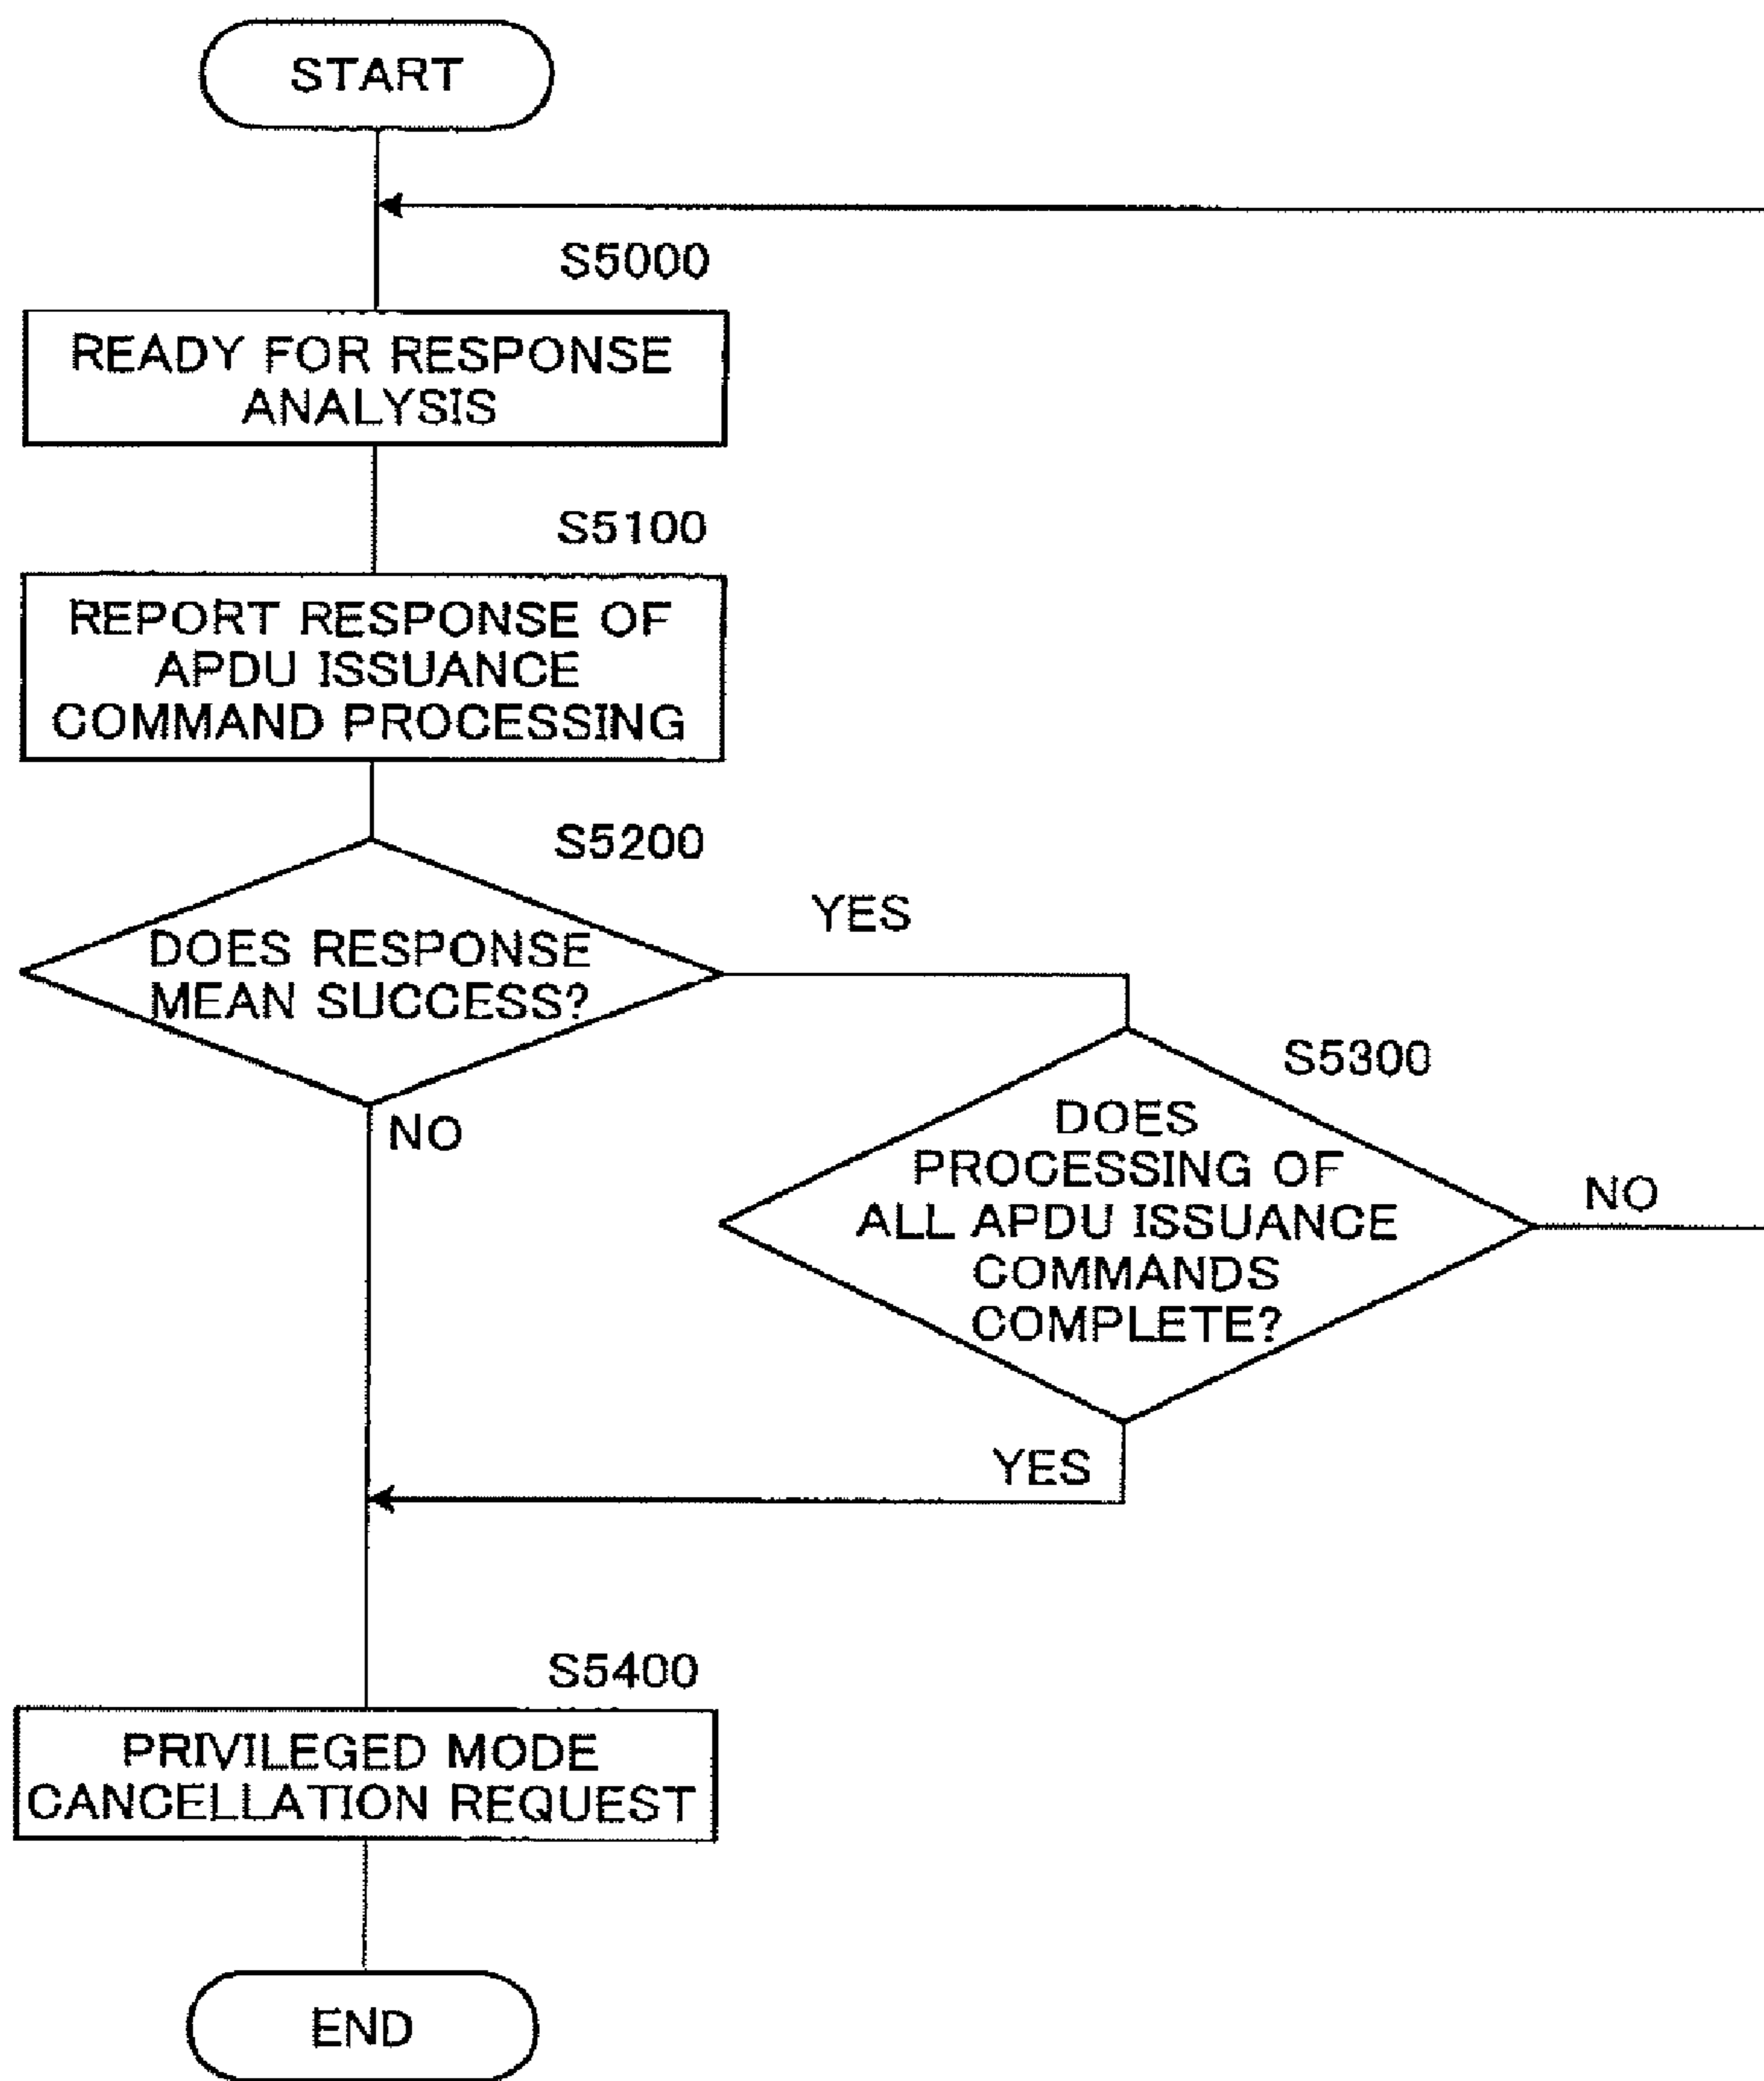 START
S5000
READY FOR RESPONSE
ANALYSIS
S5100
REPORT RESPONSE OF
APDU ISSUANCE
COMMAND PROCESSING
S5200
DOES RESPONSE
MEAN SUCCESS?
YES
NO
S5300
DOES
PROCESSING OF
ALL APDU ISSUANCE
COMMANDS
COMPLETE?
NO
YES
S5400
PRIVILEGED MODE
CANCELLATION REQUEST
END